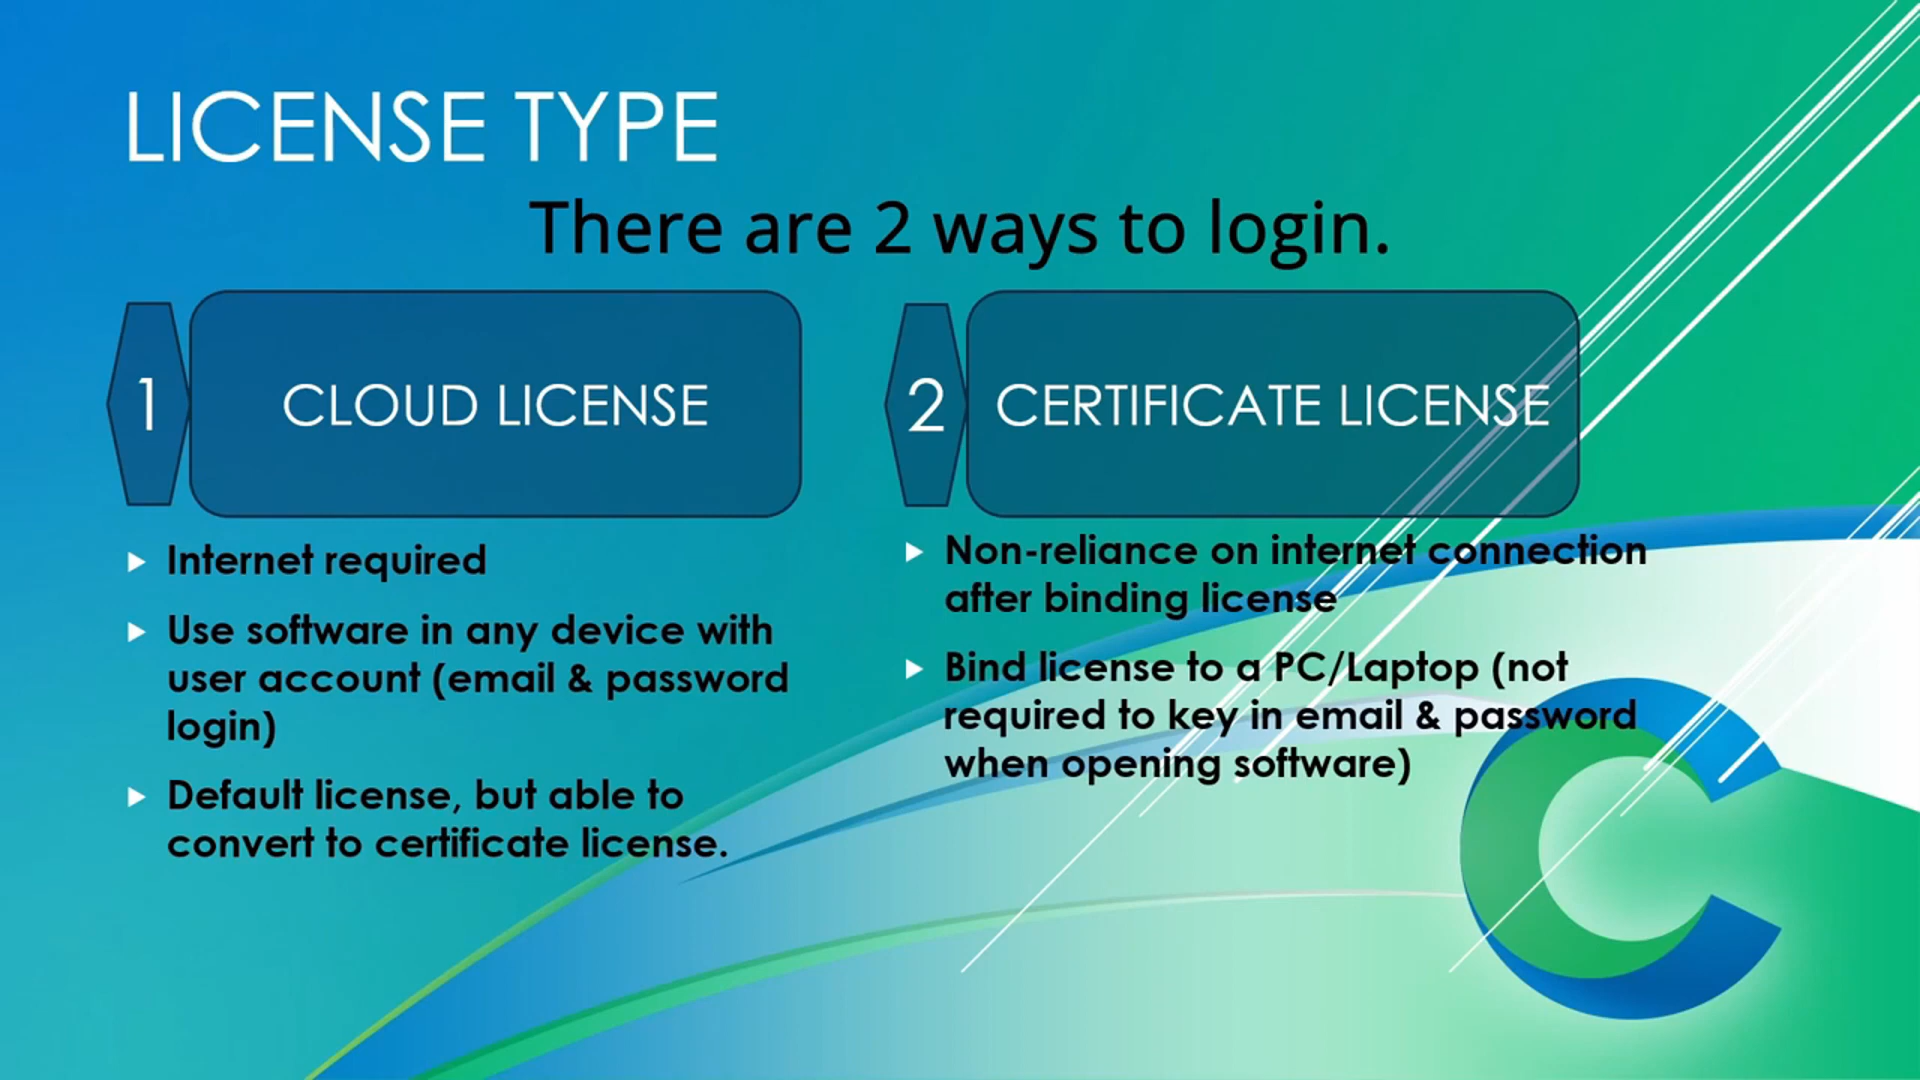 LICENSE TYPE
There are 2 ways to login.
1
CLOUD LICENSE
Internet required
Use software in any device with
user account (email & password
login)
Default license, but able to
convert to certificate license.
2
CERTIFICATE LICENSE
Non-reliance on internet connection
after binding license
Bind license to a PC/Laptop (not
required to key in email & password
when opening software)